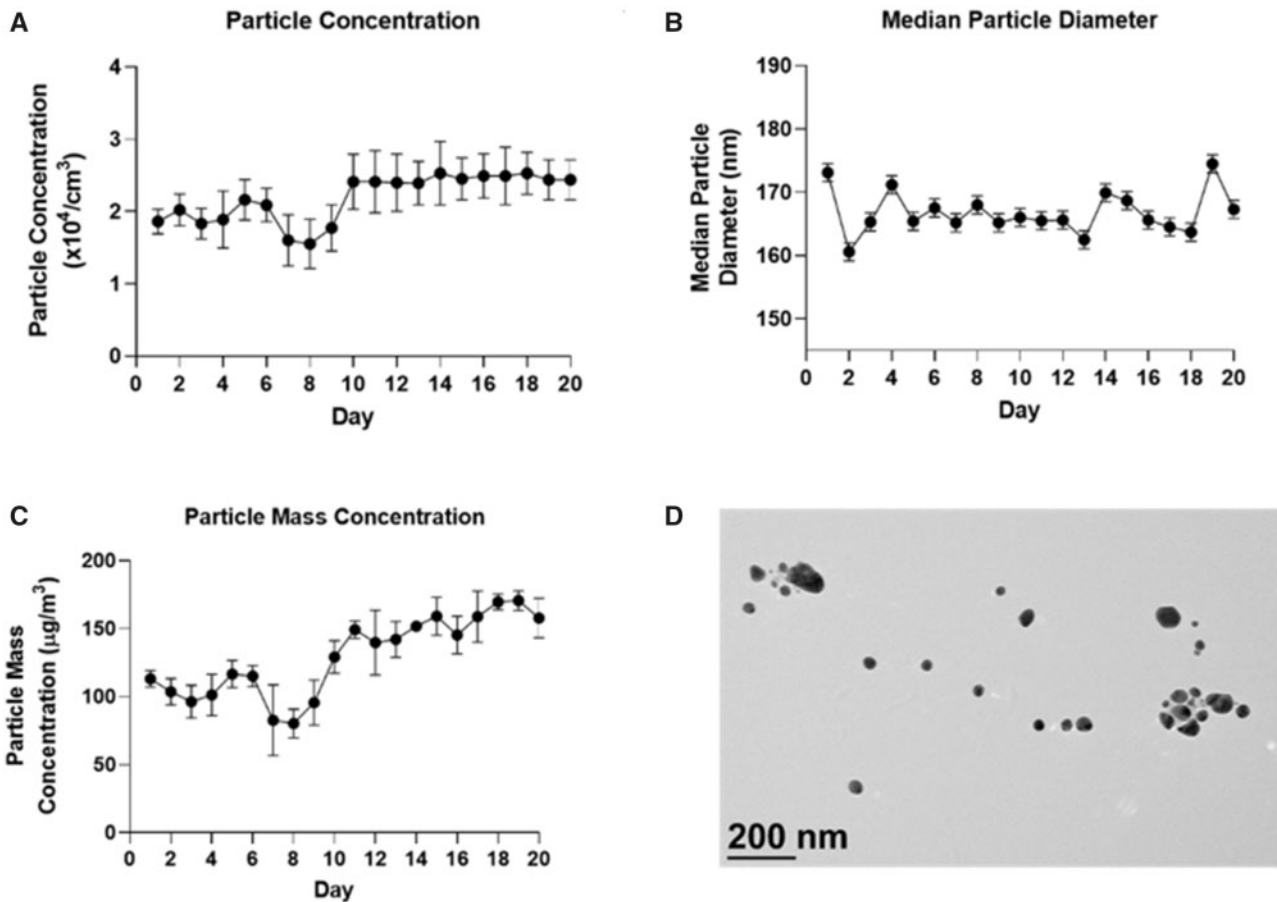 A
Particle Concentration
Particle Concentration
(x10⁴/cm³)
4
3
2
1
0
0 2 4 6 8 10 12 14 16 18 20
Day
B
Median Particle Diameter
Median Particle
Diameter (nm)
190
180
170
160
150
0 2 4 6 8 10 12 14 16 18 20
Day
C
Particle Mass Concentration
Particle Mass
Concentration (µg/m³)
200
150
100
50
0
0 2 4 6 8 10 12 14 16 18 20
Day
D
200 nm